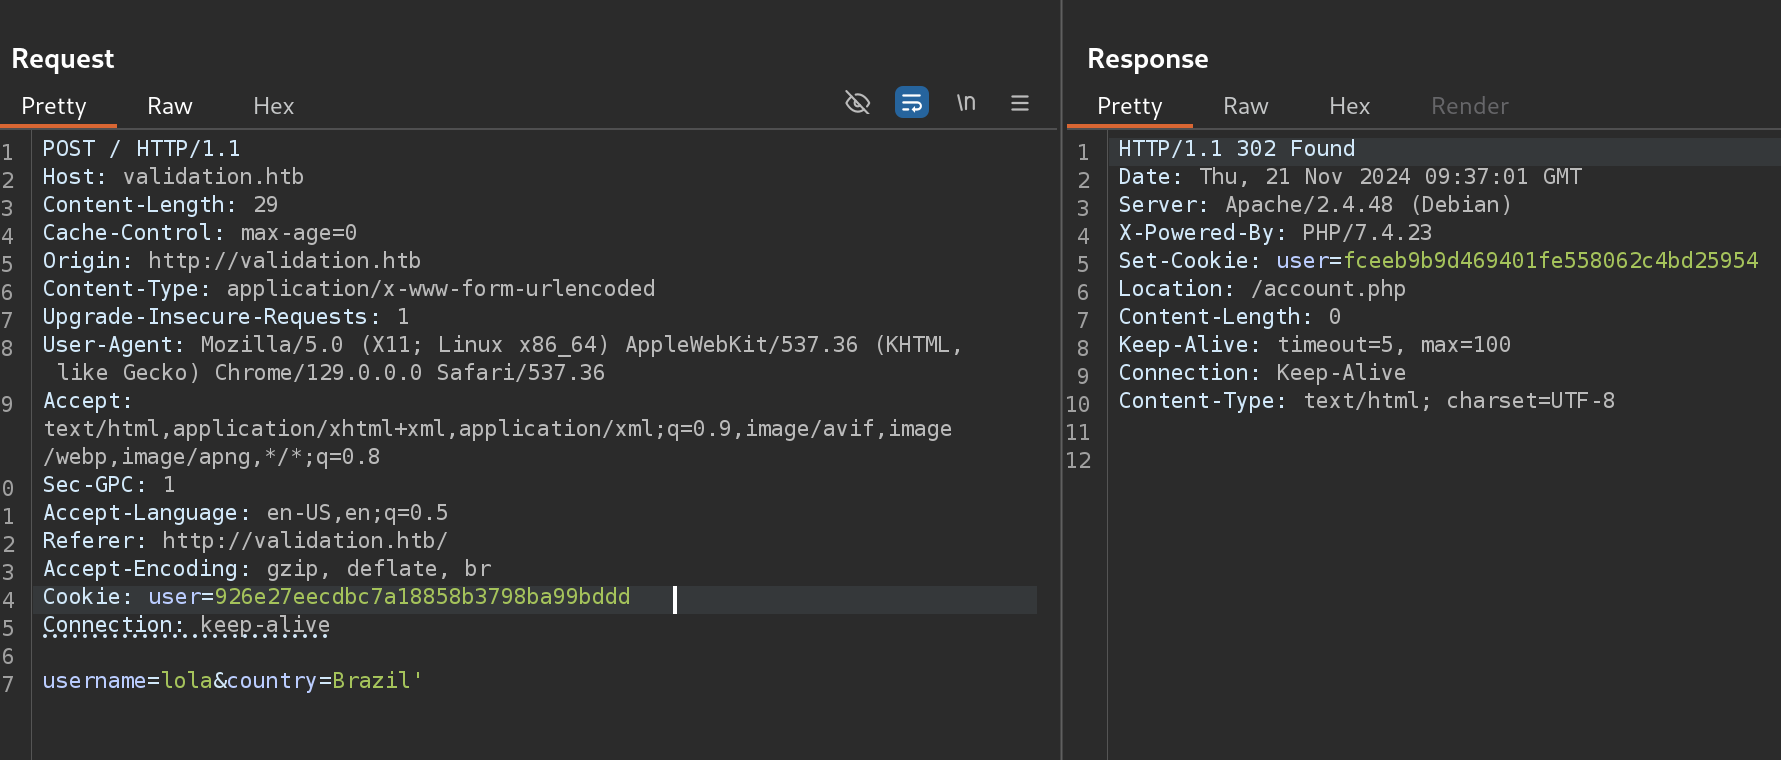 Request
Pretty Raw Hex \n
1 POST / HTTP/1.1
2 Host: validation.htb
3 Content-Length: 29
4 Cache-Control: max-age=0
5 Origin: http://validation.htb
6 Content-Type: application/x-www-form-urlencoded
7 Upgrade-Insecure-Requests: 1
8 User-Agent: Mozilla/5.0 (X11; Linux x86_64) AppleWebKit/537.36 (KHTML,
like Gecko) Chrome/129.0.0.0 Safari/537.36
9 Accept:
text/html,application/xhtml+xml,application/xml;q=0.9,image/avif,image
/webp,image/apng,*/*;q=0.8
0 Sec-GPC: 1
1 Accept-Language: en-US,en;q=0.5
2 Referer: http://validation.htb/
3 Accept-Encoding: gzip, deflate, br
4 Cookie: user=926e27eecdbc7a18858b3798ba99bddd
5 Connection: keep-alive
6
7 username=lola&country=Brazil'
Response
Pretty Raw Hex Render
1 HTTP/1.1 302 Found
2 Date: Thu, 21 Nov 2024 09:37:01 GMT
3 Server: Apache/2.4.48 (Debian)
4 X-Powered-By: PHP/7.4.23
5 Set-Cookie: user=fceeb9b9d469401fe558062c4bd25954
6 Location: /account.php
7 Content-Length: 0
8 Keep-Alive: timeout=5, max=100
9 Connection: Keep-Alive
10 Content-Type: text/html; charset=UTF-8
11
12